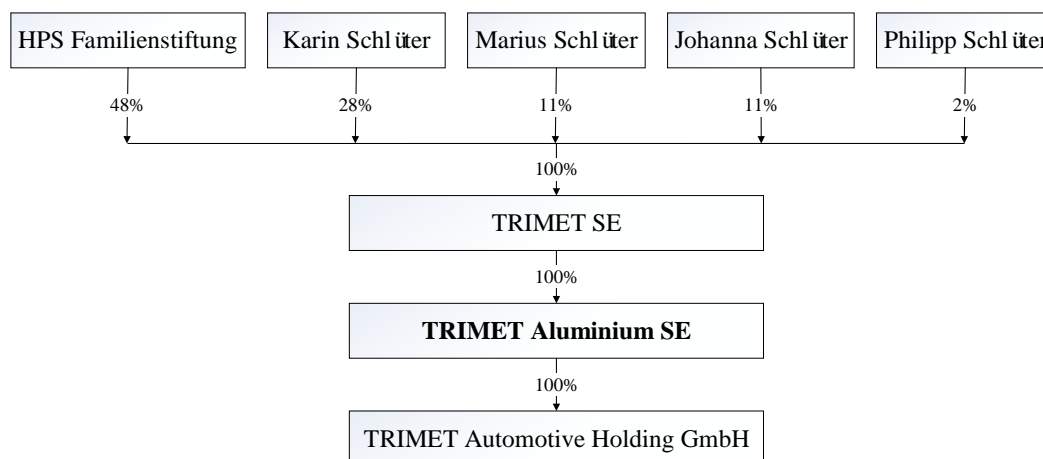 HPS Familienstiftung
Karin Schlüter
Marius Schlüter
Johanna Schlüter
Philipp Schlüter
48%
28%
11%
11%
2%
100%
TRIMET SE
100%
TRIMET Aluminium SE
100%
TRIMET Automotive Holding GmbH